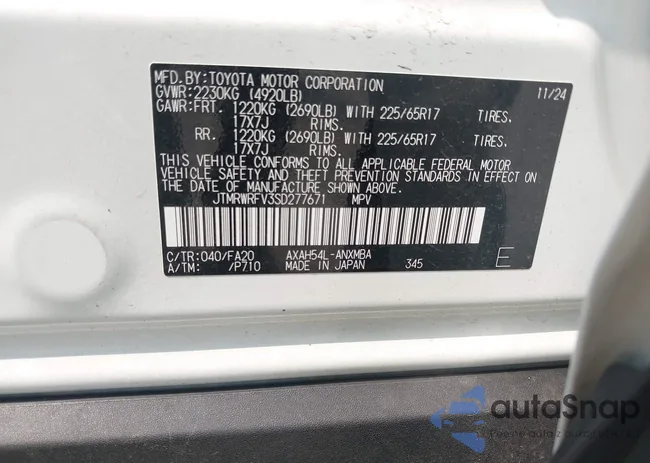 MFD.BY:TOYOTA MOTOR CORPORATION 11/24
GVWR:2230KG (4920LB)
GAWR:FRT. 1220KG (2690LB) WITH 225/65R17 TIRES.
17X7J RIMS.
RR. 1220KG (2690LB) WITH 225/65R17 TIRES.
17X7J RIMS.
THIS VEHICLE CONFORMS TO ALL APPLICABLE FEDERAL MOTOR
VEHICLE SAFETY AND THEFT PREVENTION STANDARDS IN EFFECT ON
THE DATE OF MANUFACTURE SHOWN ABOVE.
JTMRWRFV3SD277671 MPV
C/TR:040/FA20 AXAH54L-ANXMBA
A/TM: /P710 MADE IN JAPAN 345 E
autaSnap